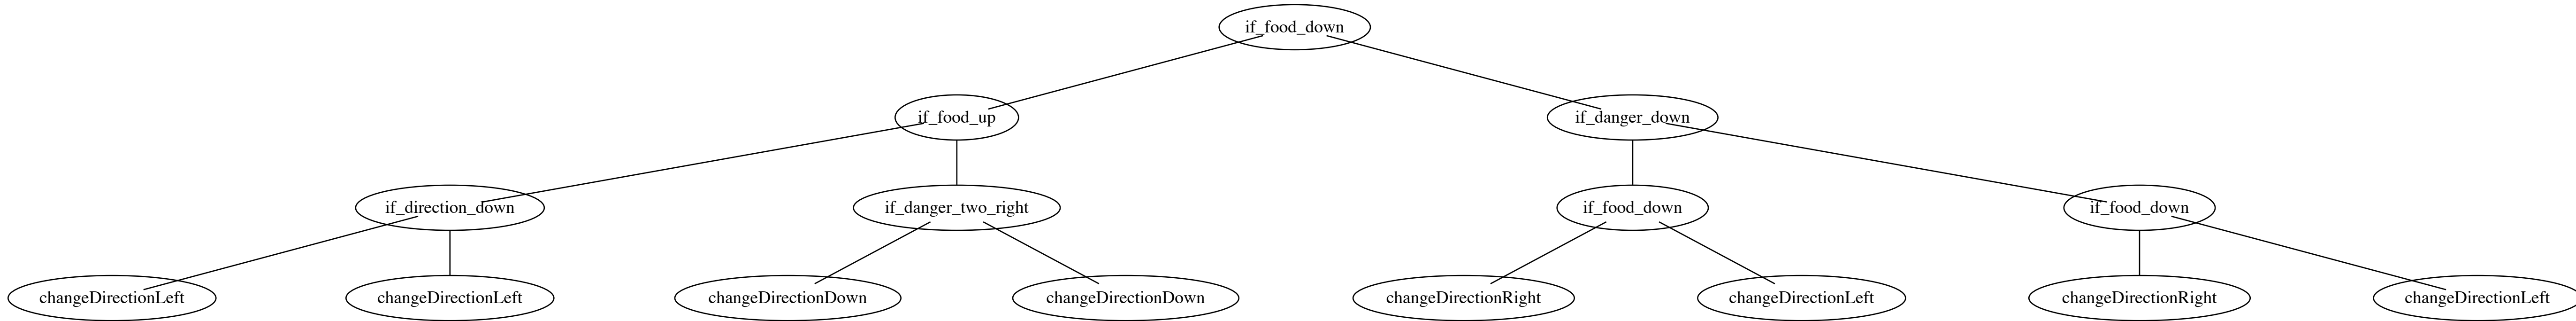 if_food_down
if_food_up
if_danger_down
if_direction_down
if_danger_two_right
if_food_down
if_food_down
changeDirectionLeft
changeDirectionLeft
changeDirectionDown
changeDirectionDown
changeDirectionRight
changeDirectionLeft
changeDirectionRight
changeDirectionLeft